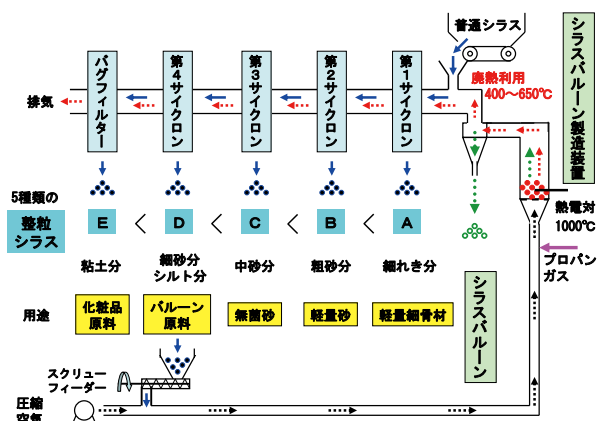 普通シラス
シラスバルーン製造装置
廃熱利用
400〜650℃
バグフィルター
第4サイクロン
第3サイクロン
第2サイクロン
第1サイクロン
排気
熱電対
1000℃
プロパン
ガス
5種類の
整粒
シラス
E < D < C < B < A
粘土分
細砂分
シルト分
中砂分
粗砂分
細れき分
用途
化粧品
原料
バルーン
原料
無菌砂
軽量砂
軽量細骨材
シラスバルーン
スクリュー
フィーダー
圧縮
空気